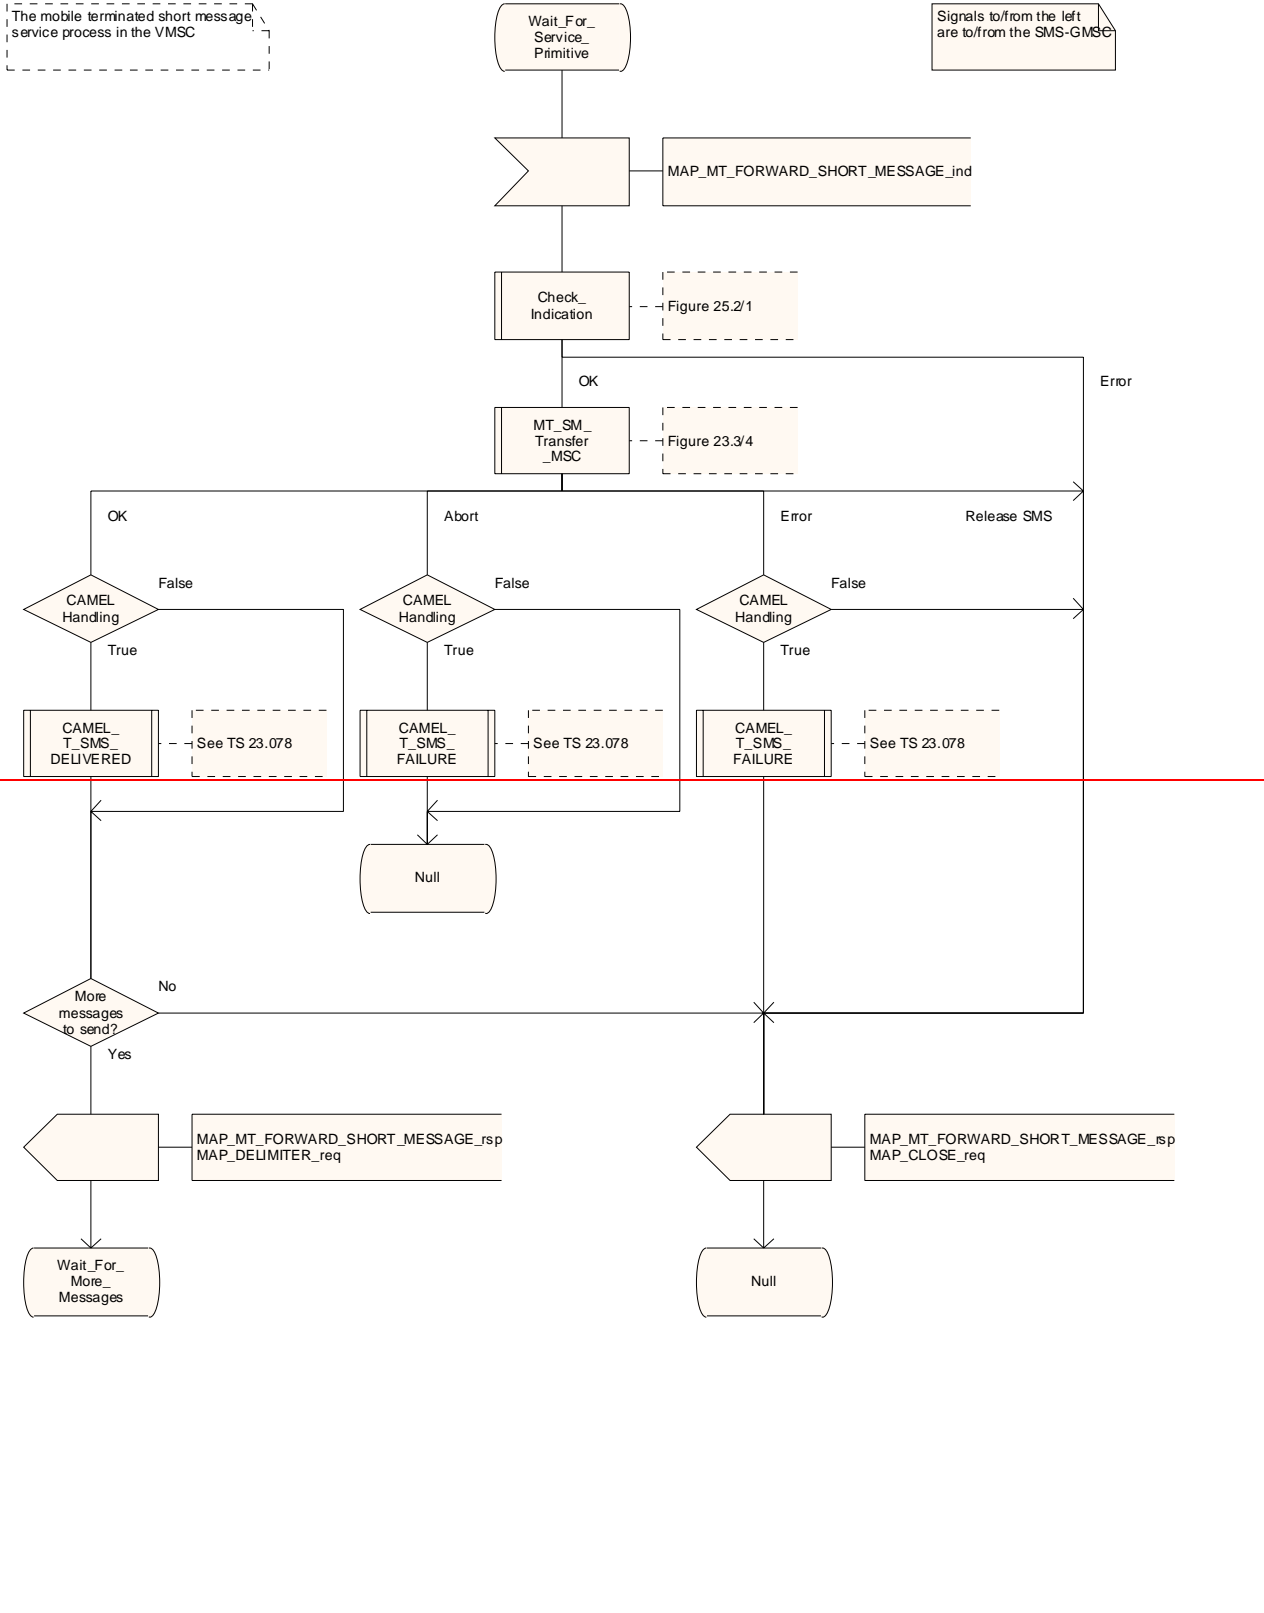 The mobile terminated short message
service process in the VMSC
Wait_For_
Service_
Primitive
Signals to/from the left
are to/from the SMS-GMSC
MAP_MT_FORWARD_SHORT_MESSAGE_ind
Check_
Indication
Figure 25.2/1
OK
Error
MT_SM_
Transfer
_MSC
Figure 23.3/4
OK
Abort
Error
Release SMS
CAMEL
Handling
False
True
CAMEL
Handling
False
True
CAMEL
Handling
False
True
CAMEL_
T_SMS_
DELIVERED
See TS 23.078
CAMEL_
T_SMS_
FAILURE
See TS 23.078
CAMEL_
T_SMS_
FAILURE
See TS 23.078
Null
More
messages
to send?
No
Yes
MAP_MT_FORWARD_SHORT_MESSAGE_rsp
MAP_DELIMITER_req
MAP_MT_FORWARD_SHORT_MESSAGE_rsp
MAP_CLOSE_req
Wait_For_
More_
Messages
Null